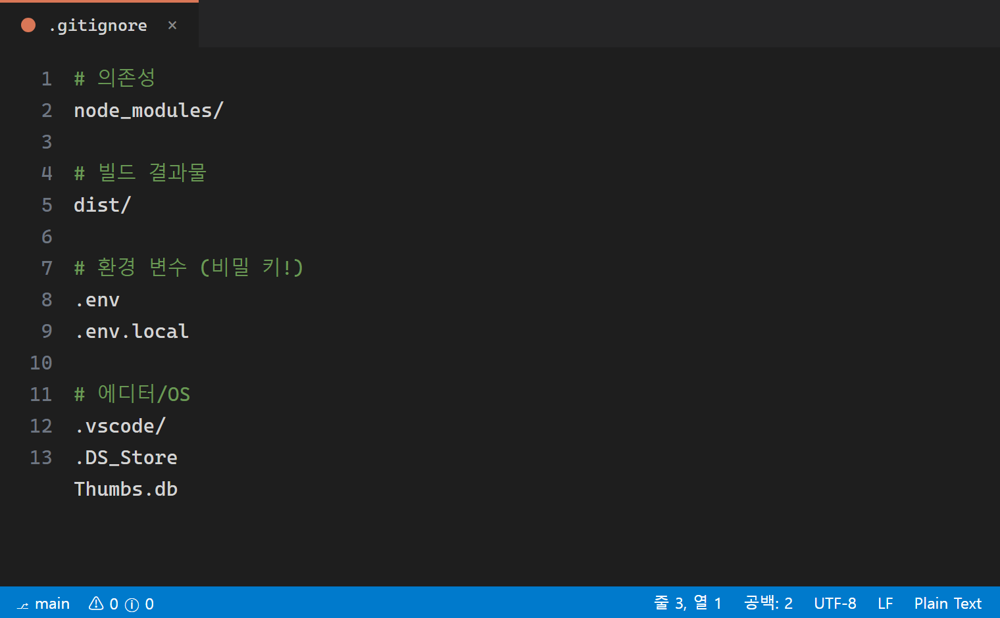 .gitignore ×
1 # 의존성
2 node_modules/
3
4 # 빌드 결과물
5 dist/
6
7 # 환경 변수 (비밀 키!)
8 .env
9 .env.local
10
11 # 에디터/OS
12 .vscode/
13 .DS_Store
Thumbs.db
main ⚠ 0 ⓘ 0 줄 3, 열 1 공백: 2 UTF-8 LF Plain Text